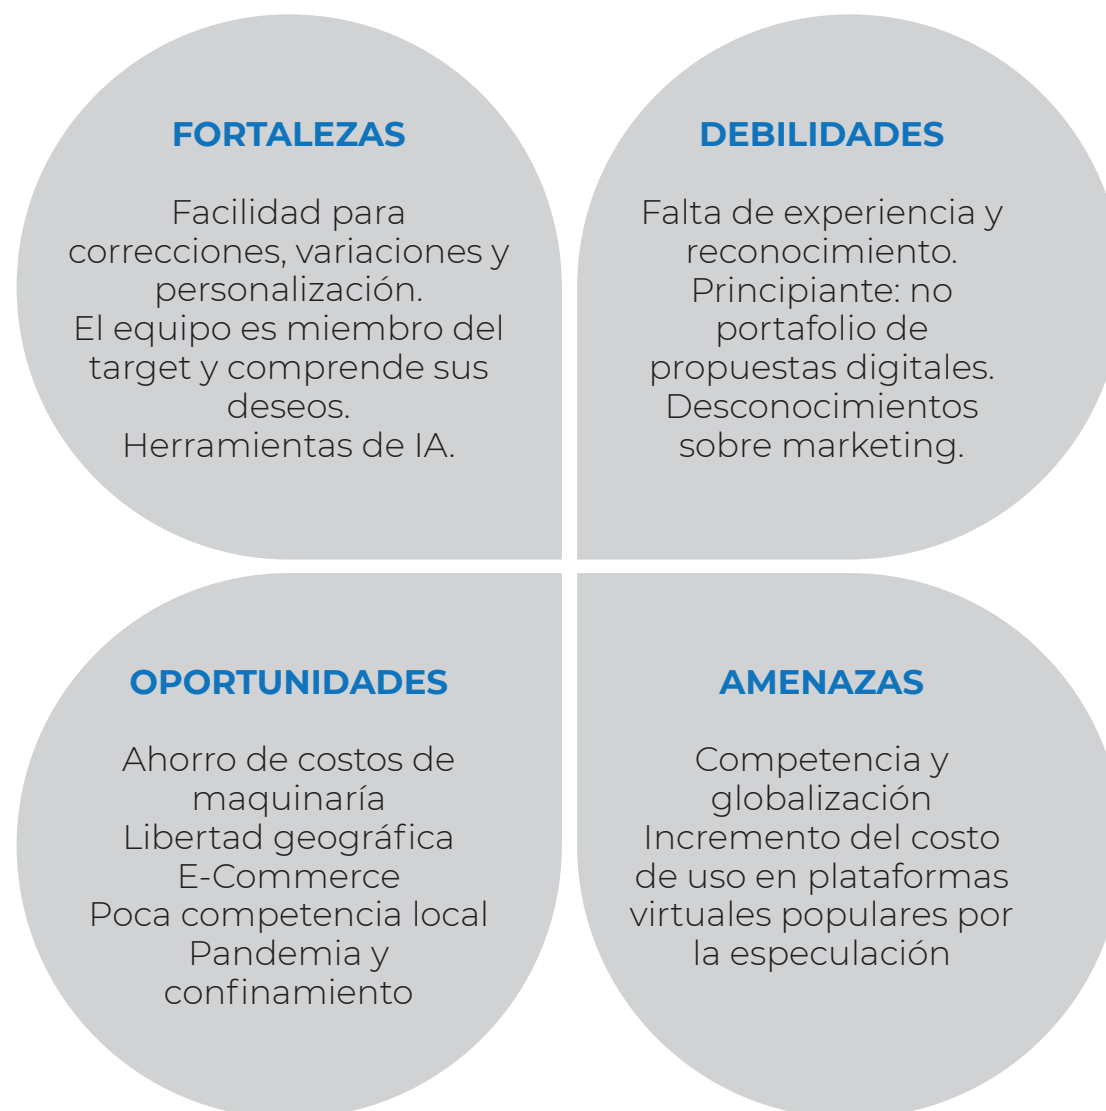 FORTALEZAS
Facilidad para
correcciones, variaciones y
personalización.
El equipo es miembro del
target y comprende sus
deseos.
Herramientas de IA.
DEBILIDADES
Falta de experiencia y
reconocimiento.
Principiante: no
portafolio de
propuestas digitales.
Desconocimientos
sobre marketing.
OPORTUNIDADES
Ahorro de costos de
maquinaría
Libertad geográfica
E-Commerce
Poca competencia local
Pandemia y
confinamiento
AMENAZAS
Competencia y
globalización
Incremento del costo
de uso en plataformas
virtuales populares por
la especulación